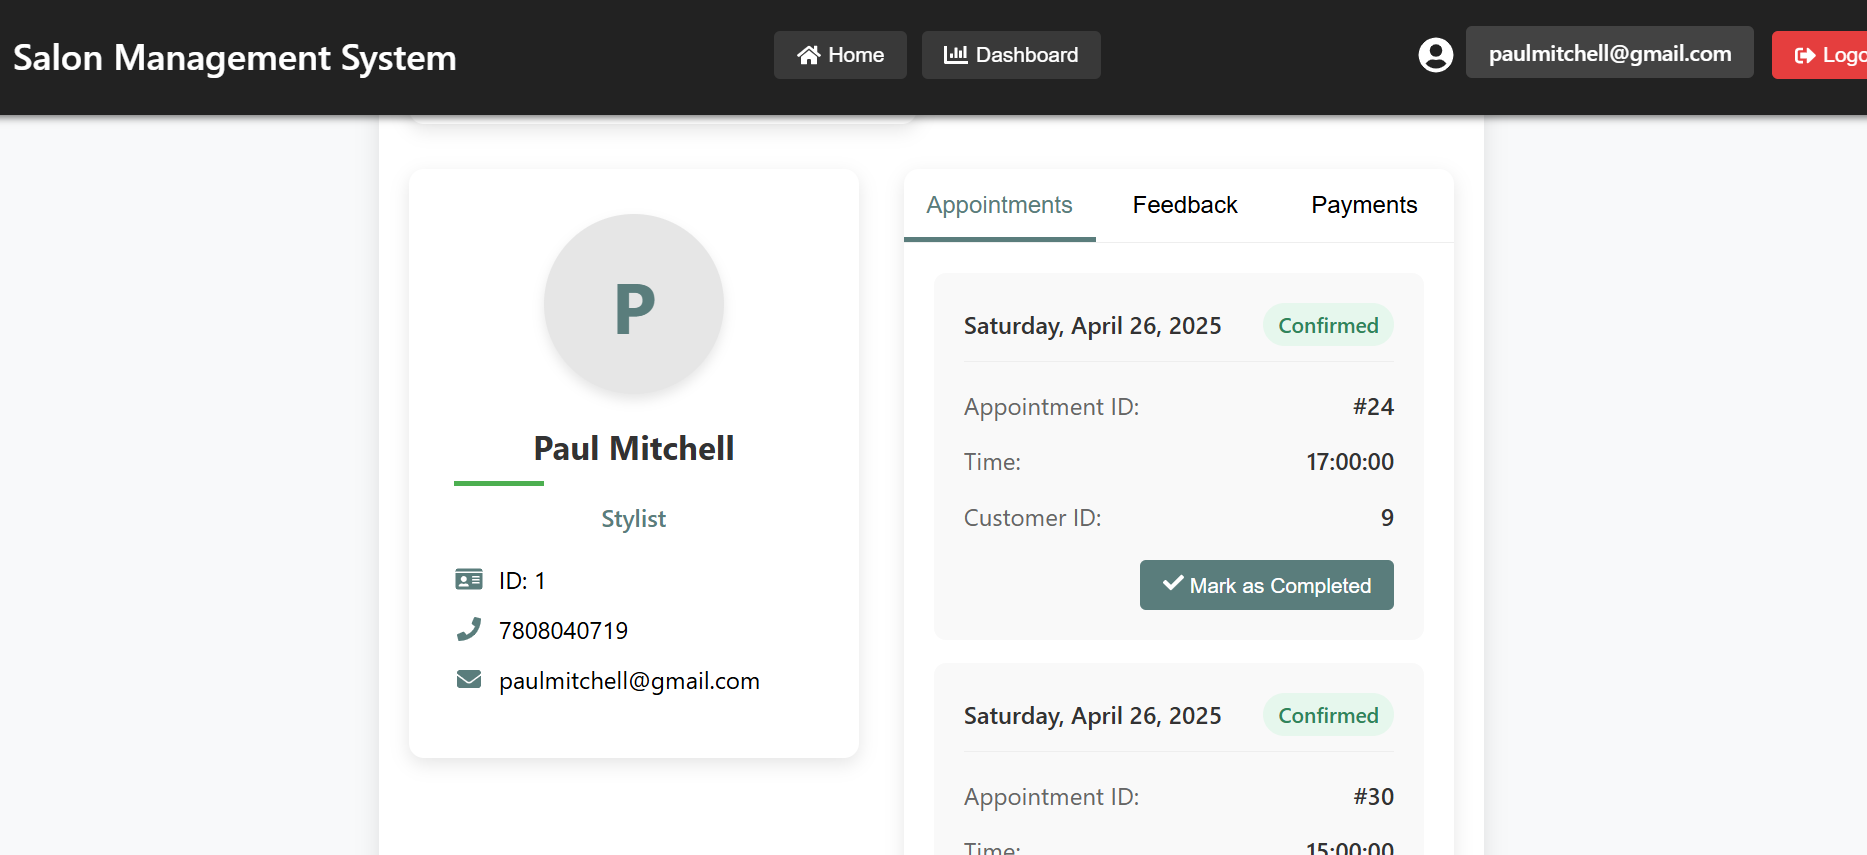 Salon Management System
Home
Dashboard
paulmitchell@gmail.com
P
Paul Mitchell
Stylist
ID: 1
7808040719
paulmitchell@gmail.com
Appointments Feedback Payments
Saturday, April 26, 2025 Confirmed
Appointment ID: #24
Time: 17:00:00
Customer ID: 9
Mark as Completed
Saturday, April 26, 2025 Confirmed
Appointment ID: #30
Time: 15:00:00